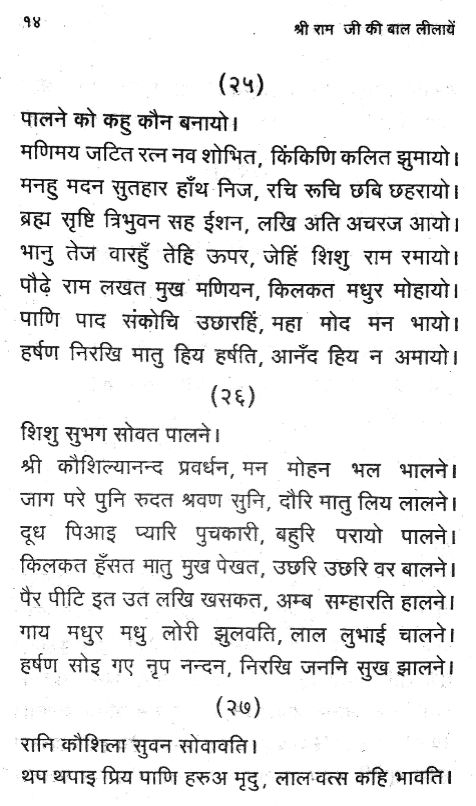 १४
श्री राम जी की बाल लीलायें
(२५)
पालने को कहु कौन बनायो।
मणिमय जटित रत्न नव शोभित, किंकिणि कलित झुमायो।
मनहु मदन सुतहार हाँथ निज, रचि रूचि छबि छहरायो।
ब्रह्म सृष्टि त्रिभुवन सह ईशन, लखि अति अचरज आयो।
भानु तेज वारहुँ तेहि ऊपर, जेहिं शिशु राम रमायो।
पौढ़े राम लखत मुख मणियन, किलकत मधुर मोहायो।
पाणि पाद संकोचि उछारहिं, महा मोद मन भायो।
हर्षण निरखि मातु हिय हर्षति, आनँद हिय न अमायो।
(२६)
शिशु सुभग सोवत पालने।
श्री कौशिल्यानन्द प्रवर्धन, मन मोहन भल भालने।
जाग परे पुनि रुदत श्रवण सुनि, दौरि मातु लिय लालने।
दूध पिआइ प्यारि पुचकारी, बहुरि परायो पालने।
किलकत हँसत मातु मुख पेखत, उछरि उछरि वर बालने।
पैर पीटि इत उत लखि खसकत, अम्ब सम्हारति हालने।
गाय मधुर मधु लोरी झुलवति, लाल लुभाई चालने।
हर्षण सोइ गए नृप नन्दन, निरखि जननि सुख झालने।
(२७)
रानि कौशिला सुवन सोवावति।
थप थपाइ प्रिय पाणि हरुअ मृदु, लाल वत्स कहि भावति।